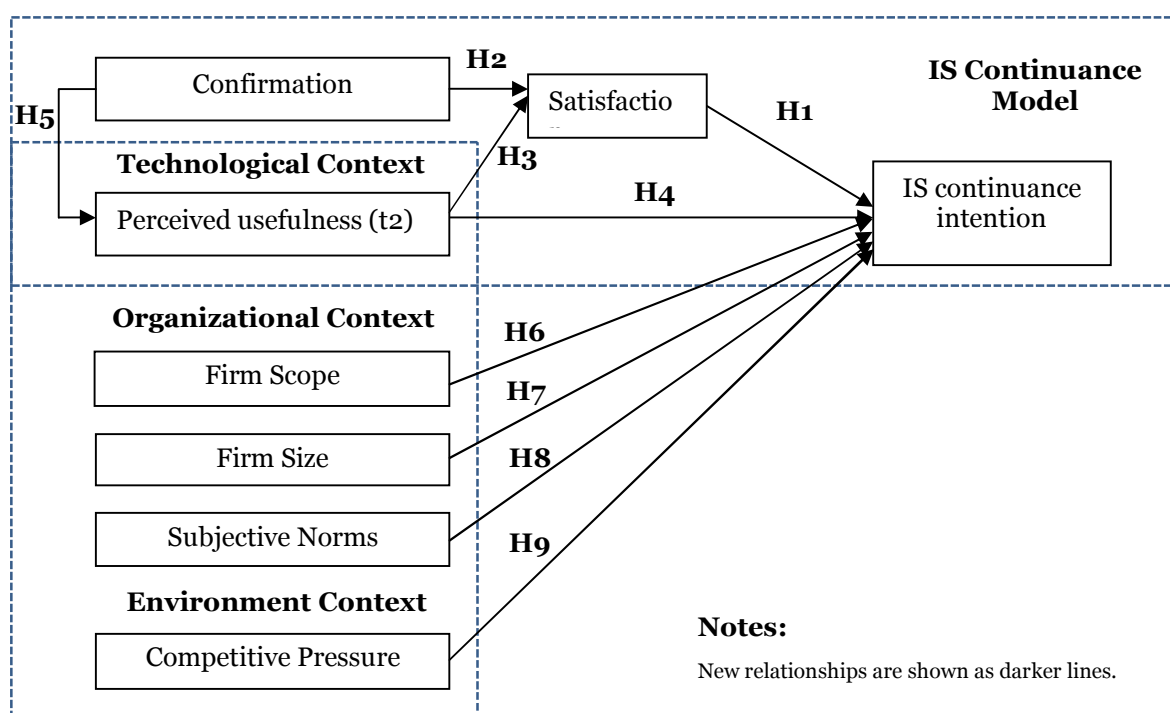 H2
Confirmation
IS Continuance
Model
Satisfactio
H1
H5
Technological Context
H3
Perceived usefulness (t2)
H4
IS continuance
intention
Organizational Context
H6
Firm Scope
H7
Firm Size
H8
Subjective Norms
H9
Environment Context
Competitive Pressure
Notes:
New relationships are shown as darker lines.